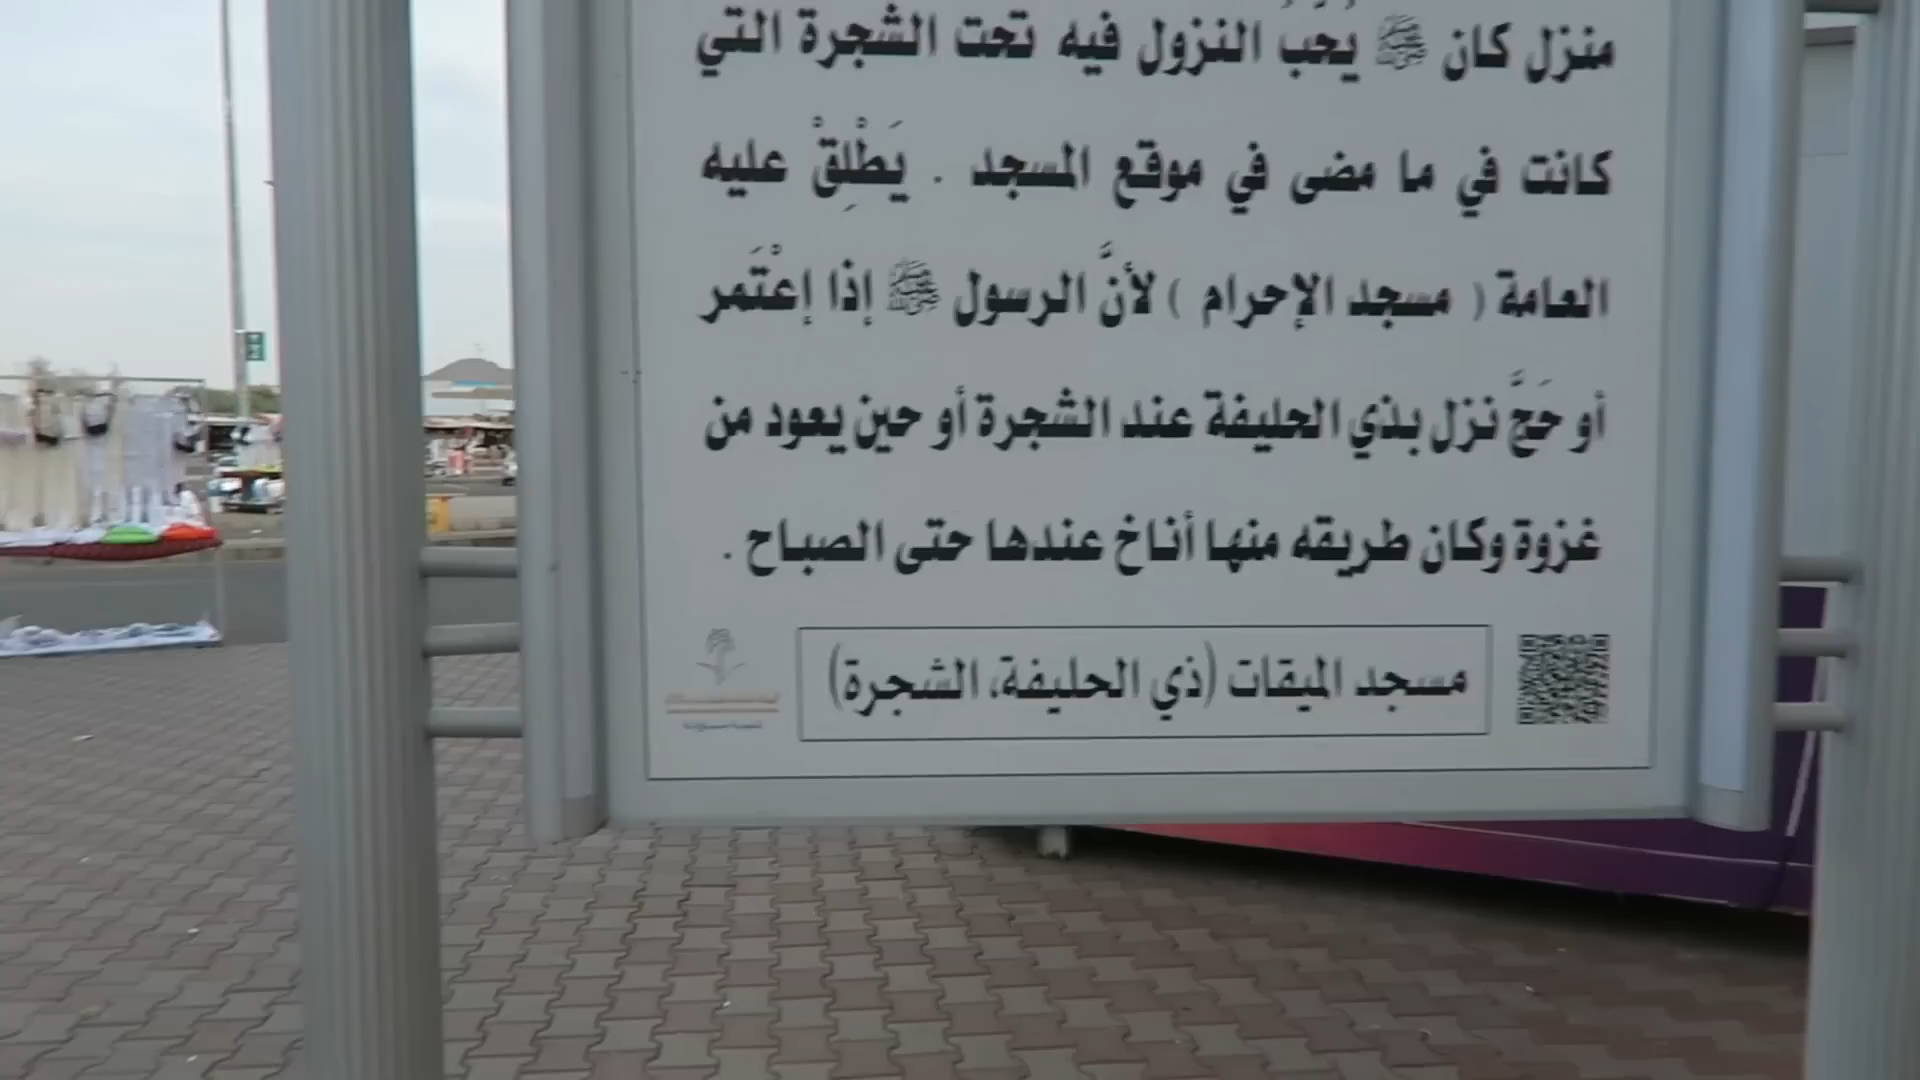 منزل كان ﷺ يُحَبُّ النزول فيه تحت الشجرة التي
كانت في ما مضى في موقع المسجد . يَطْلِقْ عليه
العامة ( مسجد الإحرام ) لأنَّ الرسول ﷺ إذا إعْتَمر
أو حَجَّ نزل بذي الحليفة عند الشجرة أو حين يعود من
غزوة وكان طريقه منها أناخ عندها حتى الصباح .
مسجد الميقات (ذي الحليفة، الشجرة)